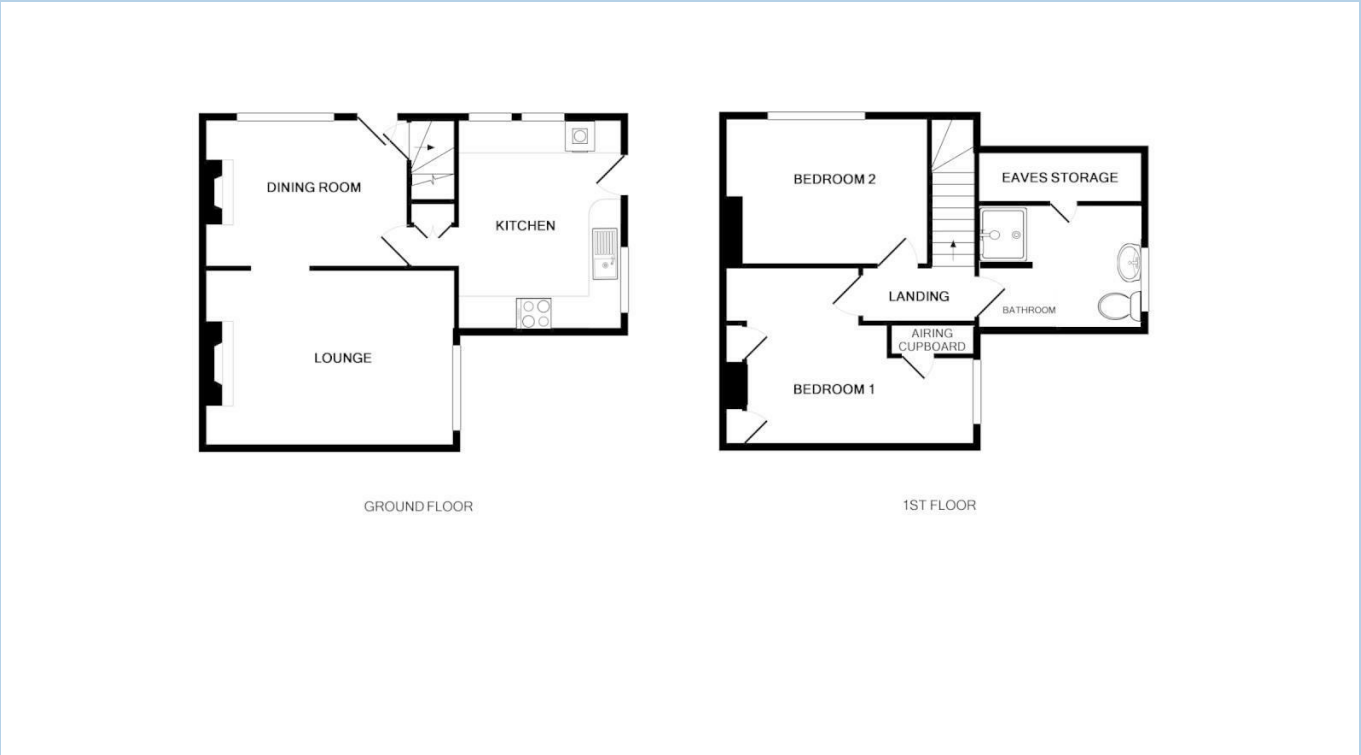 DINING ROOM
KITCHEN
LOUNGE
GROUND FLOOR
BEDROOM 2
EAVES STORAGE
LANDING
BATHROOM
AIRING
CUPBOARD
BEDROOM 1
1ST FLOOR